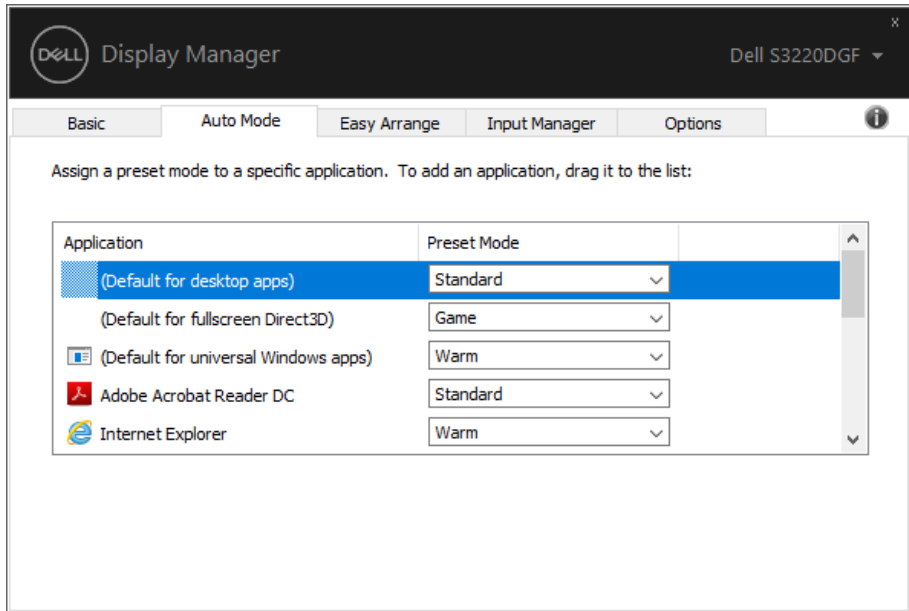 x
DELL Display Manager
Dell S3220DGF
Basic Auto Mode Easy Arrange Input Manager Options
Assign a preset mode to a specific application. To add an application, drag it to the list:
Application Preset Mode
(Default for desktop apps) Standard
(Default for fullscreen Direct3D) Game
(Default for universal Windows apps) Warm
Adobe Acrobat Reader DC Standard
Internet Explorer Warm